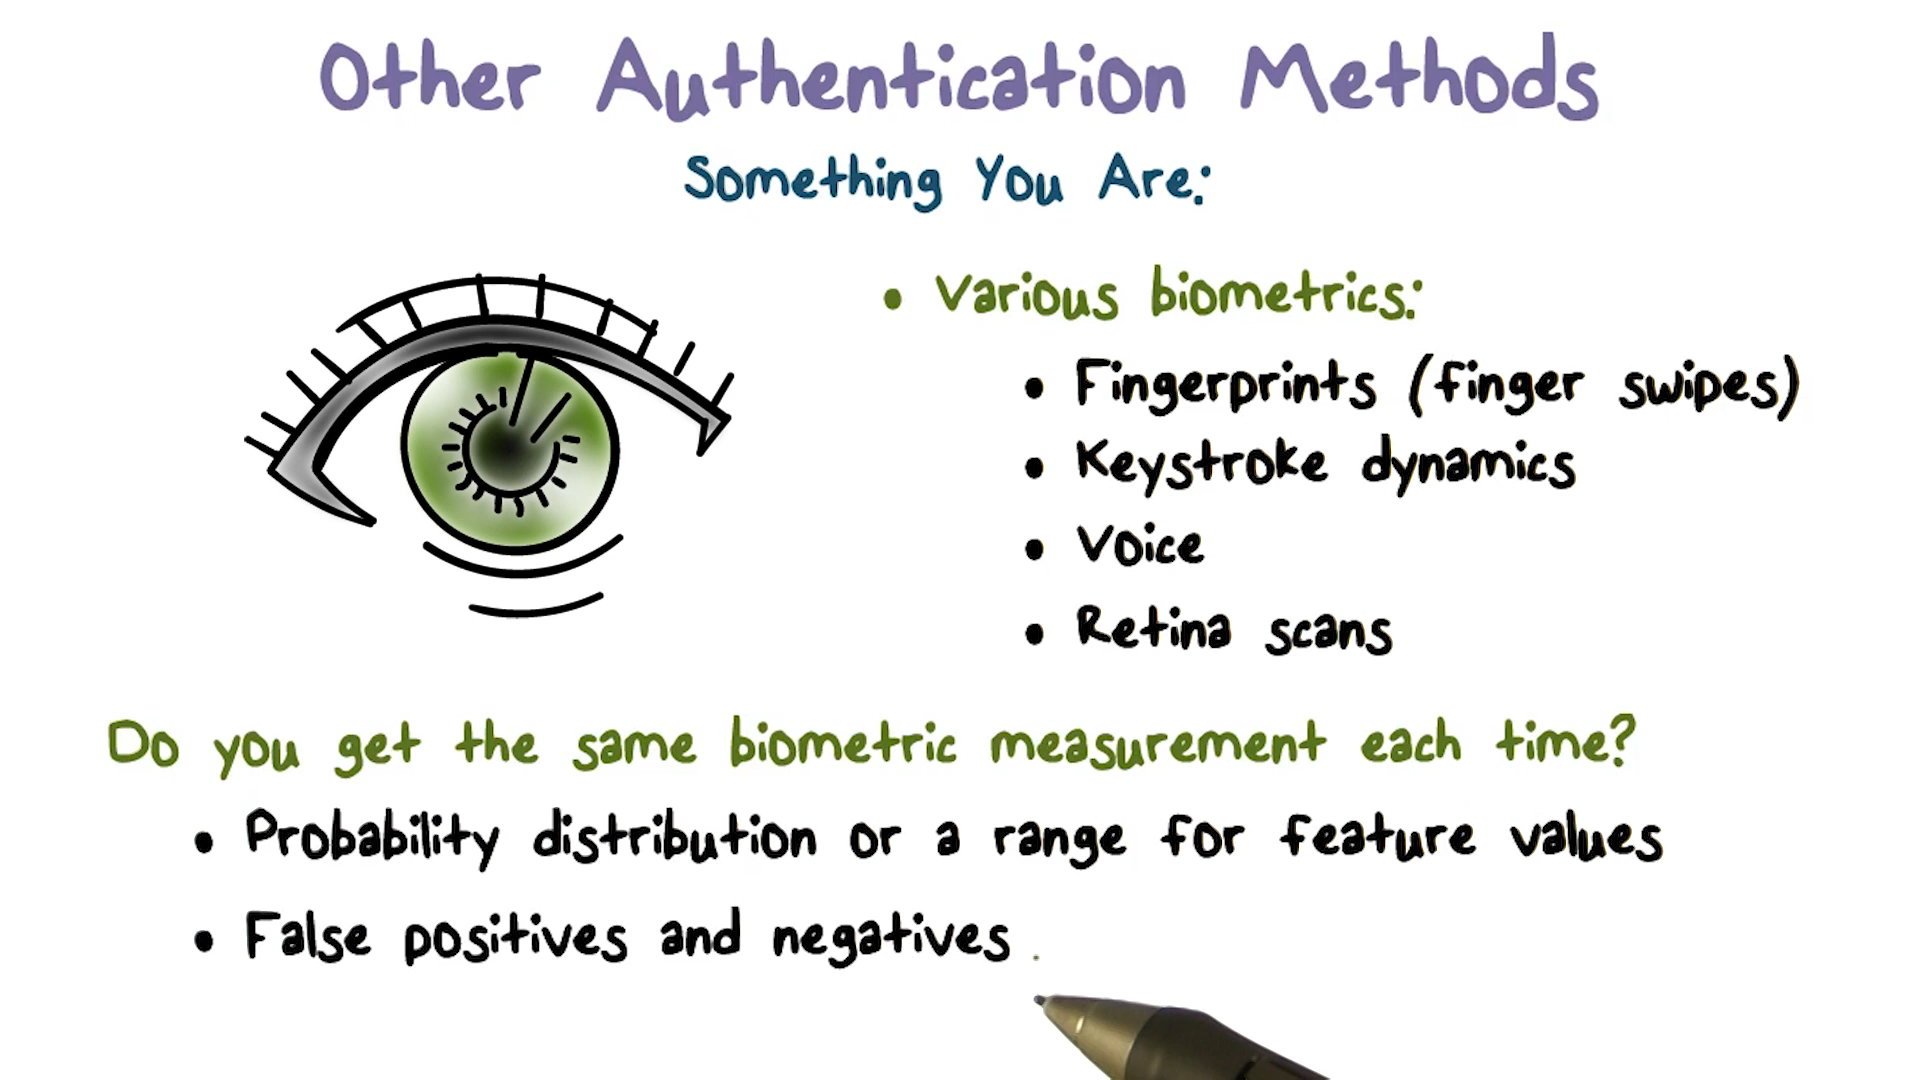 Other Authentication Methods
Something You Are:
• Various biometrics:
• Fingerprints (finger swipes)
• Keystroke dynamics
• Voice
• Retina scans
Do you get the same biometric measurement each time?
• Probability distribution or a range for feature values
• False positives and negatives